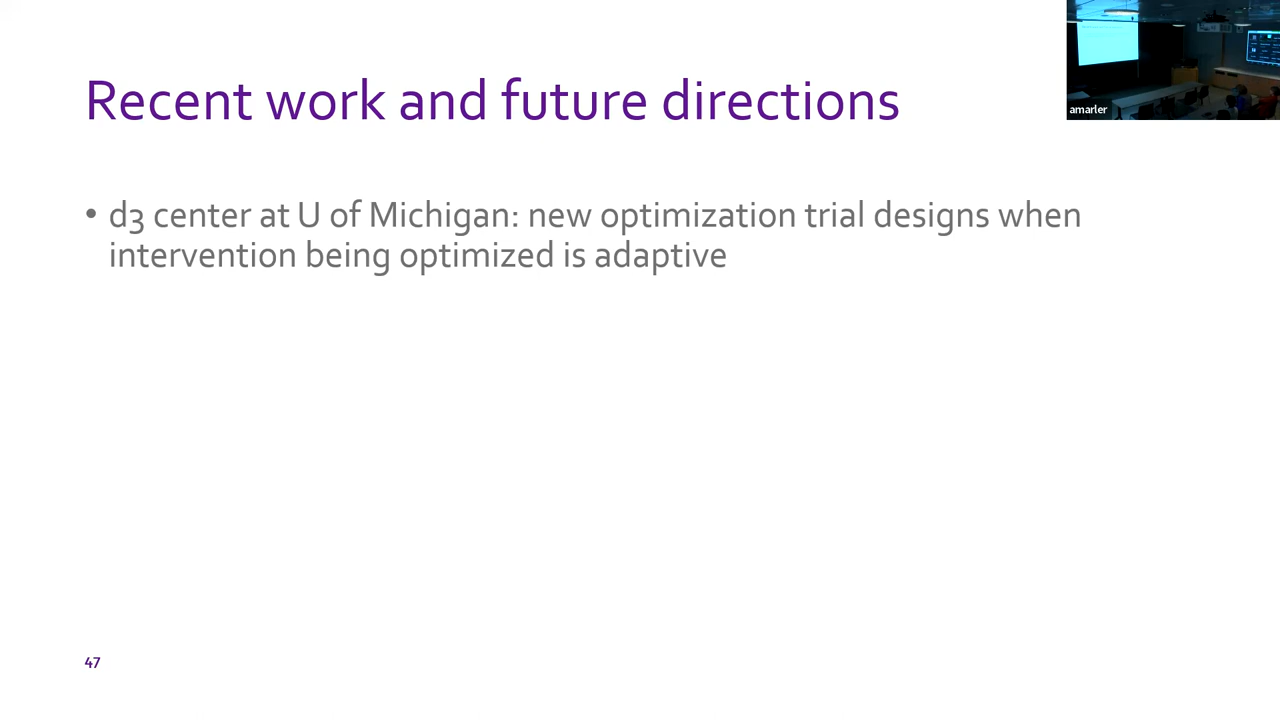 Recent work and future directions
amarler
• d3 center at U of Michigan: new optimization trial designs when
intervention being optimized is adaptive
47